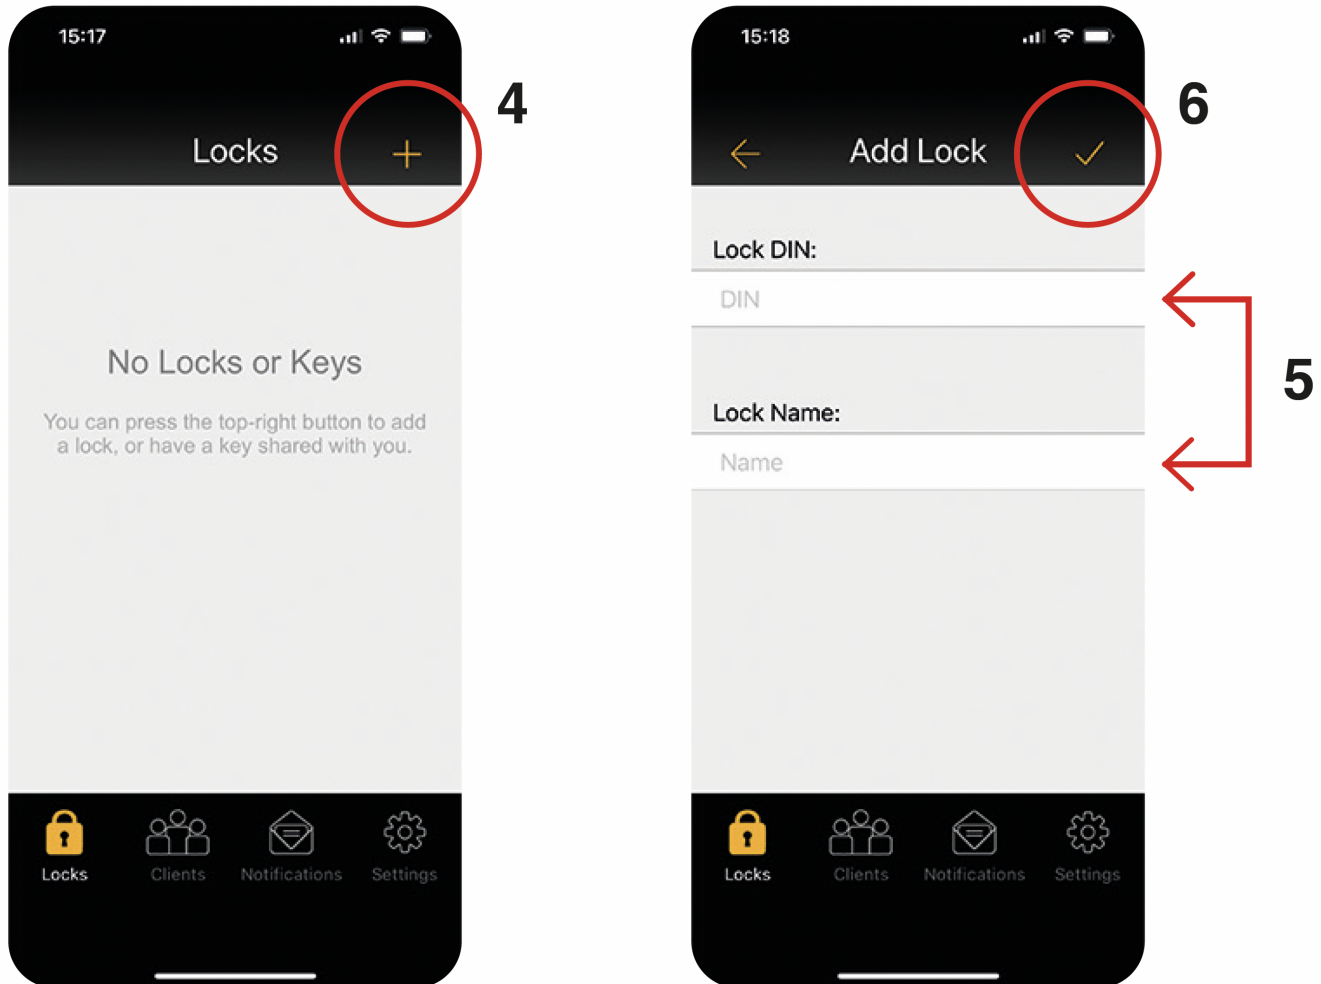 15:17
4
Locks
+
No Locks or Keys
You can press the top-right button to add
a lock, or have a key shared with you.
Locks Clients Notifications Settings
15:18
6
Add Lock
Lock DIN:
DIN
5
Lock Name:
Name
Locks Clients Notifications Settings